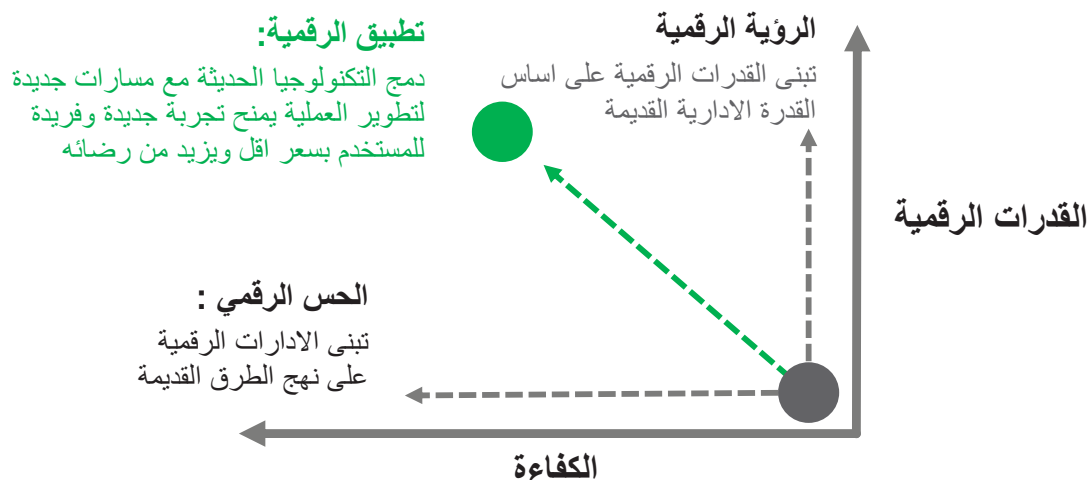 الرؤية الرقمية
تبنى القدرات الرقمية على اساس
القدرة الادارية القديمة
تطبيق الرقمية:
دمج التكنولوجيا الحديثة مع مسارات جديدة
لتطوير العملية يمنح تجربة جديدة وفريدة
للمستخدم بسعر اقل ويزيد من رضائه
القدرات الرقمية
الحس الرقمي :
تبنى الادارات الرقمية
على نهج الطرق القديمة
الكفاءة